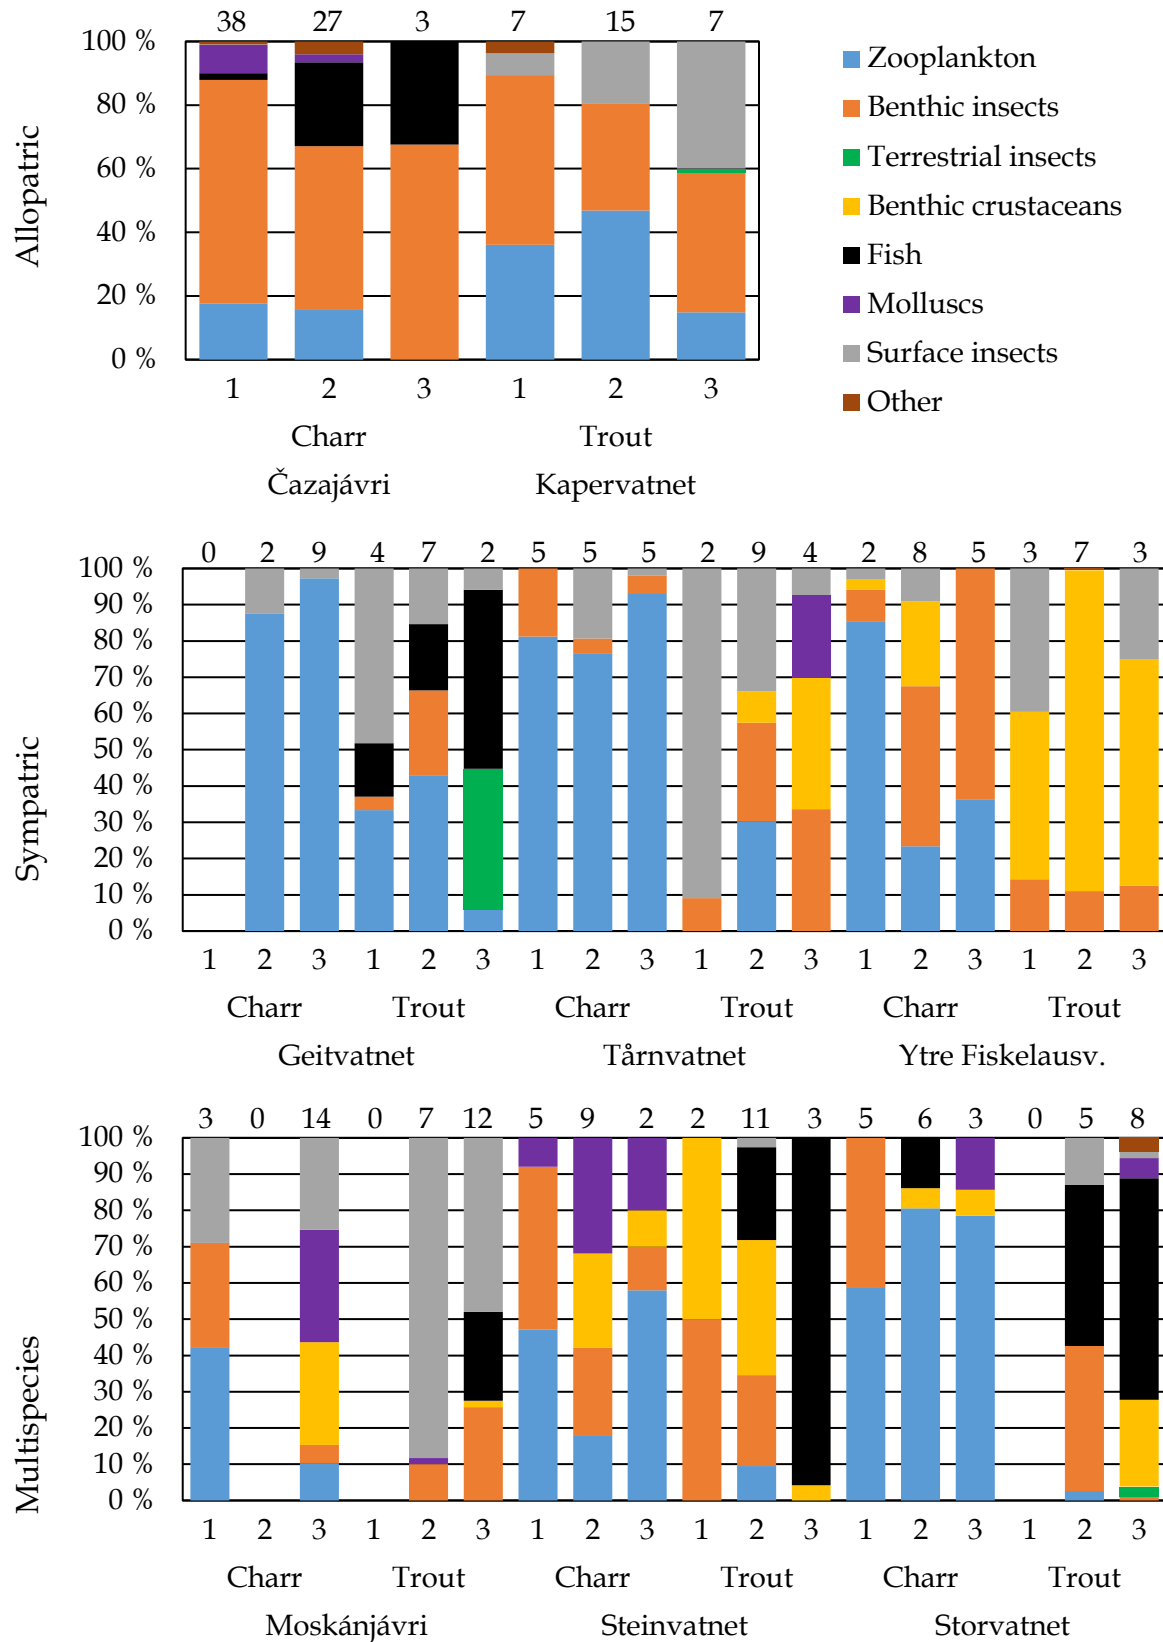 38 27 3 7 15 7
100 %
80 %
60 %
40 %
20 %
0 %
Allopatric
1 2 3 1 2 3
Charr Trout
Čazajávri Kapervatnet
Zooplankton
Benthic insects
Terrestrial insects
Benthic crustaceans
Fish
Molluscs
Surface insects
Other
0 2 9 4 7 2 5 5 5 2 9 4 2 8 5 3 7 3
100 %
90 %
80 %
70 %
60 %
50 %
40 %
30 %
20 %
10 %
0 %
Sympatric
1 2 3 1 2 3 1 2 3 1 2 3 1 2 3 1 2 3
Charr Trout Charr Trout Charr Trout
Geitvatnet Tårnvatnet Ytre Fiskelausv.
3 0 14 0 7 12 5 9 2 2 11 3 5 6 3 0 5 8
100 %
90 %
80 %
70 %
60 %
50 %
40 %
30 %
20 %
10 %
0 %
Multispecies
1 2 3 1 2 3 1 2 3 1 2 3 1 2 3 1 2 3
Charr Trout Charr Trout Charr Trout
Moskánjávri Steinvatnet Storvatnet